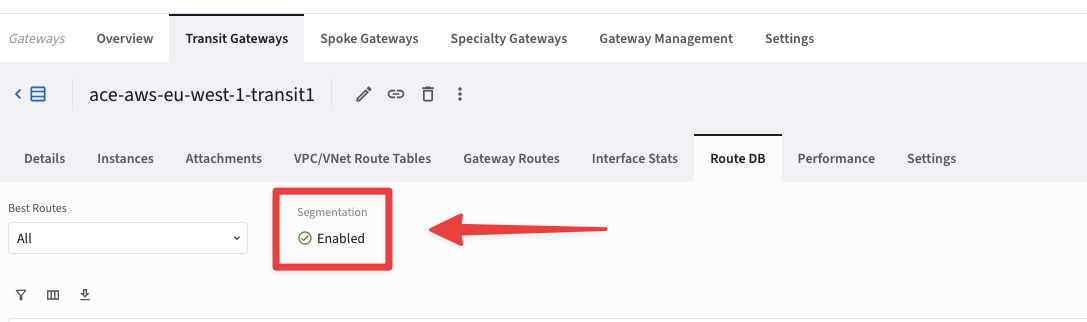 Gateways Overview Transit Gateways Spoke Gateways Specialty Gateways Gateway Management Settings
ace-aws-eu-west-1-transit1
Details Instances Attachments VPC/VNet Route Tables Gateway Routes Interface Stats Route DB Performance Settings
Best Routes
All
Segmentation
Enabled